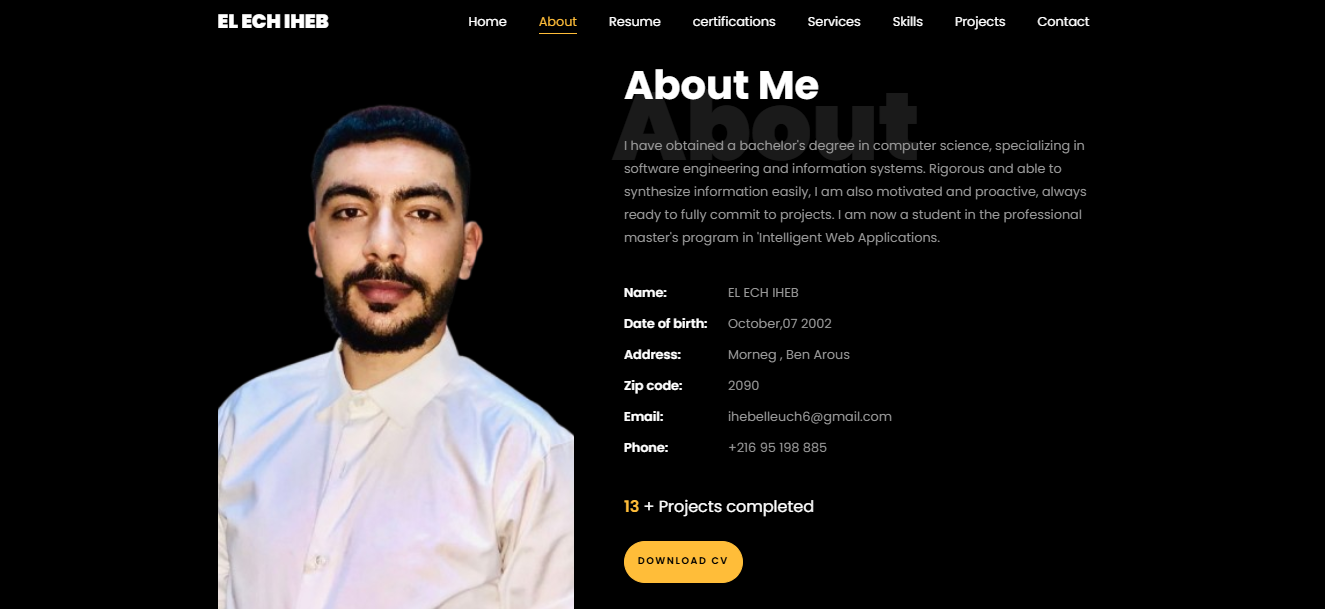 EL ECH IHEB
Home About Resume certifications Services Skills Projects Contact
About Me
About
I have obtained a bachelor's degree in computer science, specializing in
software engineering and information systems. Rigorous and able to
synthesize information easily, I am also motivated and proactive, always
ready to fully commit to projects. I am now a student in the professional
master's program in 'Intelligent Web Applications.
Name: EL ECH IHEB
Date of birth: October,07 2002
Address: Morneg , Ben Arous
Zip code: 2090
Email: ihebelleuch6@gmail.com
Phone: +216 95 198 885
13 + Projects completed
DOWNLOAD CV